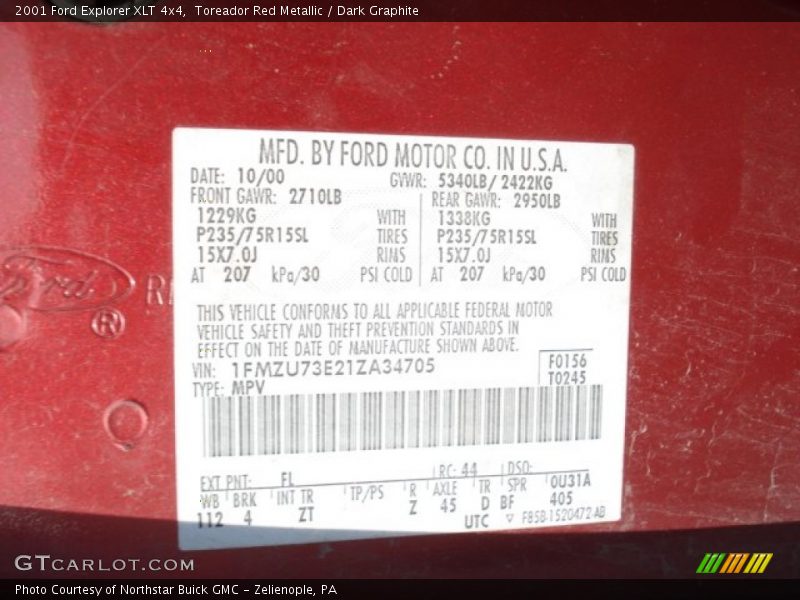 2001 Ford Explorer XLT 4x4,  Toreador Red Metallic / Dark Graphite
MFD. BY FORD MOTOR CO. IN U.S.A.
DATE: 10/00 GVWR: 5340LB/ 2422KG
FRONT GAWR: 2710LB REAR GAWR: 2950LB
1229KG WITH 1338KG WITH
P235/75R15SL TIRES P235/75R15SL TIRES
15X7.0J RIMS 15X7.0J RIMS
AT 207 kPa/30 PSI COLD AT 207 kPa/30 PSI COLD
Ford
®
THIS VEHICLE CONFORMS TO ALL APPLICABLE FEDERAL MOTOR
VEHICLE SAFETY AND THEFT PREVENTION STANDARDS IN
EFFECT ON THE DATE OF MANUFACTURE SHOWN ABOVE.
VIN: 1FMZU73E21ZA34705 F0156
TYPE: MPV T0245
EXT PNT: FL RC: 44 DSO:
WB BRK INT TR TP/PS R AXLE TR SPR 0U31A
112 4 ZT Z 45 D BF 405
UTC ▽ F85B-1520472-AB
GTCARLOT.COM
Photo Courtesy of Northstar Buick GMC – Zelienople, PA